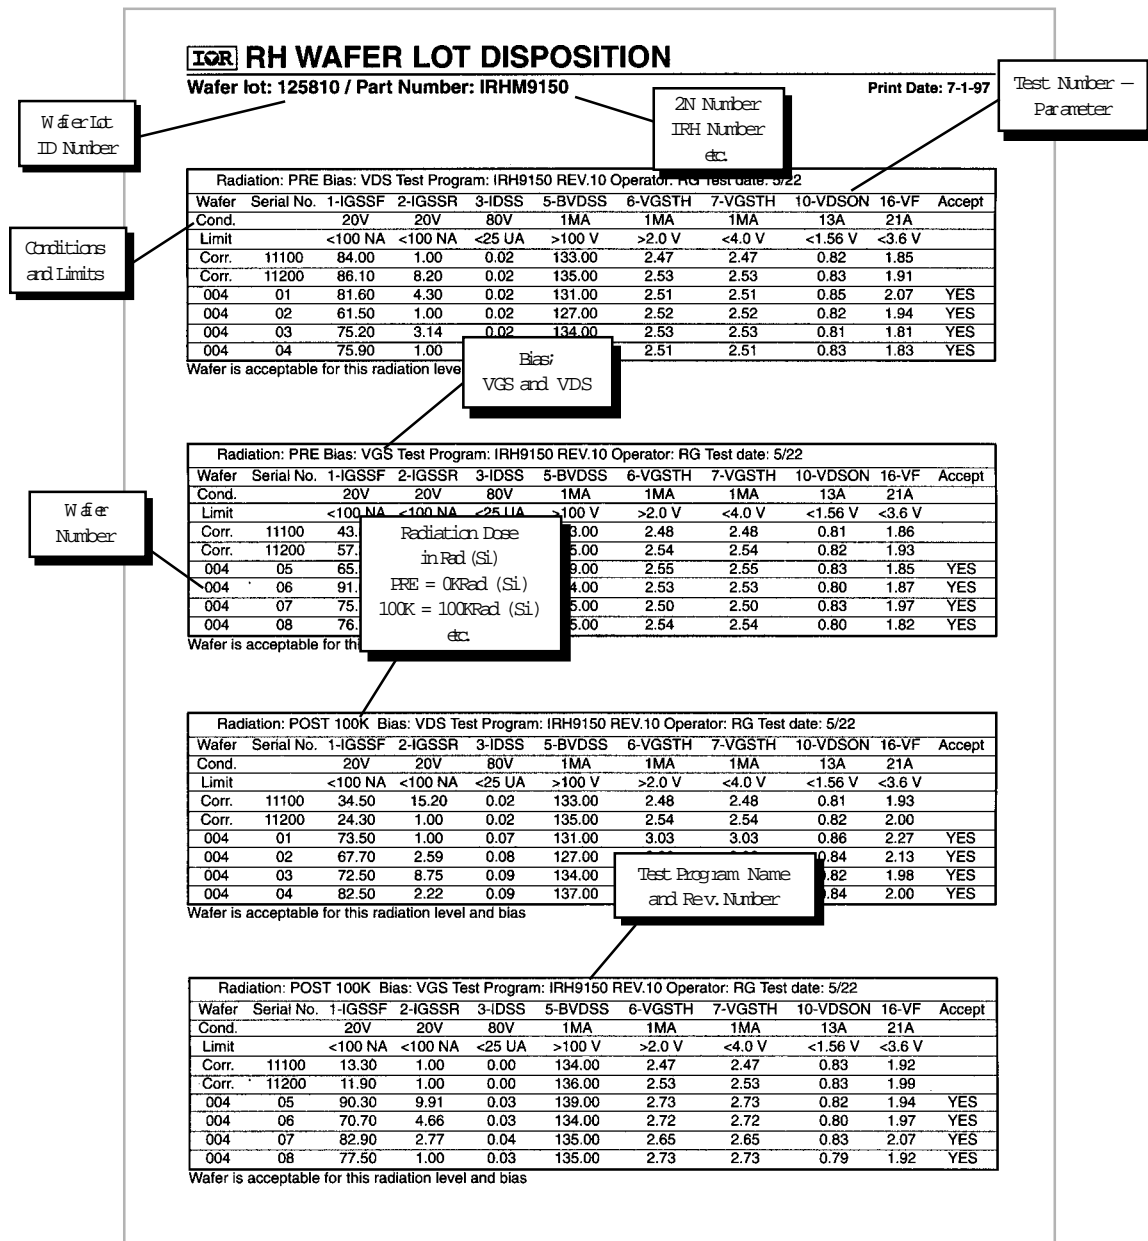 IOR RH WAFER LOT DISPOSITION
Wafer lot: 125810 / Part Number: IRHM9150 Print Date: 7-1-97
Wafer Lot
ID Number
2N Number
IRH Number
etc.
Test Number —
Parameter
Radiation: PRE Bias: VDS Test Program: IRH9150 REV.10 Operator: RG Test date: 5/22
Wafer Serial No. 1-IGSSF 2-IGSSR 3-IDSS 5-BVDSS 6-VGSTH 7-VGSTH 10-VDSON 16-VF Accept
Cond. 20V 20V 80V 1MA 1MA 1MA 13A 21A
Limit <100 NA <100 NA <25 UA >100 V >2.0 V <4.0 V <1.56 V <3.6 V
Corr. 11100 84.00 1.00 0.02 133.00 2.47 2.47 0.82 1.85
Corr. 11200 86.10 8.20 0.02 135.00 2.53 2.53 0.83 1.91
004 01 81.60 4.30 0.02 131.00 2.51 2.51 0.85 2.07 YES
004 02 61.50 1.00 0.02 127.00 2.52 2.52 0.82 1.94 YES
004 03 75.20 3.14 0.02 134.00 2.53 2.53 0.81 1.81 YES
004 04 75.90 1.00 2.51 2.51 0.83 1.83 YES
Wafer is acceptable for this radiation leve
Conditions
and Limits
Bias;
VGS and VDS
Radiation: PRE Bias: VGS Test Program: IRH9150 REV.10 Operator: RG Test date: 5/22
Wafer Serial No. 1-IGSSF 2-IGSSR 3-IDSS 5-BVDSS 6-VGSTH 7-VGSTH 10-VDSON 16-VF Accept
Cond. 20V 20V 80V 1MA 1MA 1MA 13A 21A
Limit <100 NA <100 NA <25 UA >100 V >2.0 V <4.0 V <1.56 V <3.6 V
Corr. 11100 43. 3.00 2.48 2.48 0.81 1.86
Corr. 11200 57. 5.00 2.54 2.54 0.82 1.93
004 05 65. 9.00 2.55 2.55 0.83 1.85 YES
004 06 91. 4.00 2.53 2.53 0.80 1.87 YES
004 07 75. 5.00 2.50 2.50 0.83 1.97 YES
004 08 76. 5.00 2.54 2.54 0.80 1.82 YES
Wafer is acceptable for th
Wafer
Number
Radiation Dose
in Rad (Si)
PRE = 0KRad (Si)
100K = 100KRad (Si)
etc.
Radiation: POST 100K Bias: VDS Test Program: IRH9150 REV.10 Operator: RG Test date: 5/22
Wafer Serial No. 1-IGSSF 2-IGSSR 3-IDSS 5-BVDSS 6-VGSTH 7-VGSTH 10-VDSON 16-VF Accept
Cond. 20V 20V 80V 1MA 1MA 1MA 13A 21A
Limit <100 NA <100 NA <25 UA >100 V >2.0 V <4.0 V <1.56 V <3.6 V
Corr. 11100 34.50 15.20 0.02 133.00 2.48 2.48 0.81 1.93
Corr. 11200 24.30 1.00 0.02 135.00 2.54 2.54 0.82 2.00
004 01 73.50 1.00 0.07 131.00 3.03 3.03 0.86 2.27 YES
004 02 67.70 2.59 0.08 127.00 0.84 2.13 YES
004 03 72.50 8.75 0.09 134.00 0.82 1.98 YES
004 04 82.50 2.22 0.09 137.00 0.84 2.00 YES
Wafer is acceptable for this radiation level and bias
Test Program Name
and Rev. Number
Radiation: POST 100K Bias: VGS Test Program: IRH9150 REV.10 Operator: RG Test date: 5/22
Wafer Serial No. 1-IGSSF 2-IGSSR 3-IDSS 5-BVDSS 6-VGSTH 7-VGSTH 10-VDSON 16-VF Accept
Cond. 20V 20V 80V 1MA 1MA 1MA 13A 21A
Limit <100 NA <100 NA <25 UA >100 V >2.0 V <4.0 V <1.56 V <3.6 V
Corr. 11100 13.30 1.00 0.00 134.00 2.47 2.47 0.83 1.92
Corr. 11200 11.90 1.00 0.00 136.00 2.53 2.53 0.83 1.99
004 05 90.30 9.91 0.03 139.00 2.73 2.73 0.82 1.94 YES
004 06 70.70 4.66 0.03 134.00 2.72 2.72 0.80 1.97 YES
004 07 82.90 2.77 0.04 135.00 2.65 2.65 0.83 2.07 YES
004 08 77.50 1.00 0.03 135.00 2.73 2.73 0.79 1.92 YES
Wafer is acceptable for this radiation level and bias